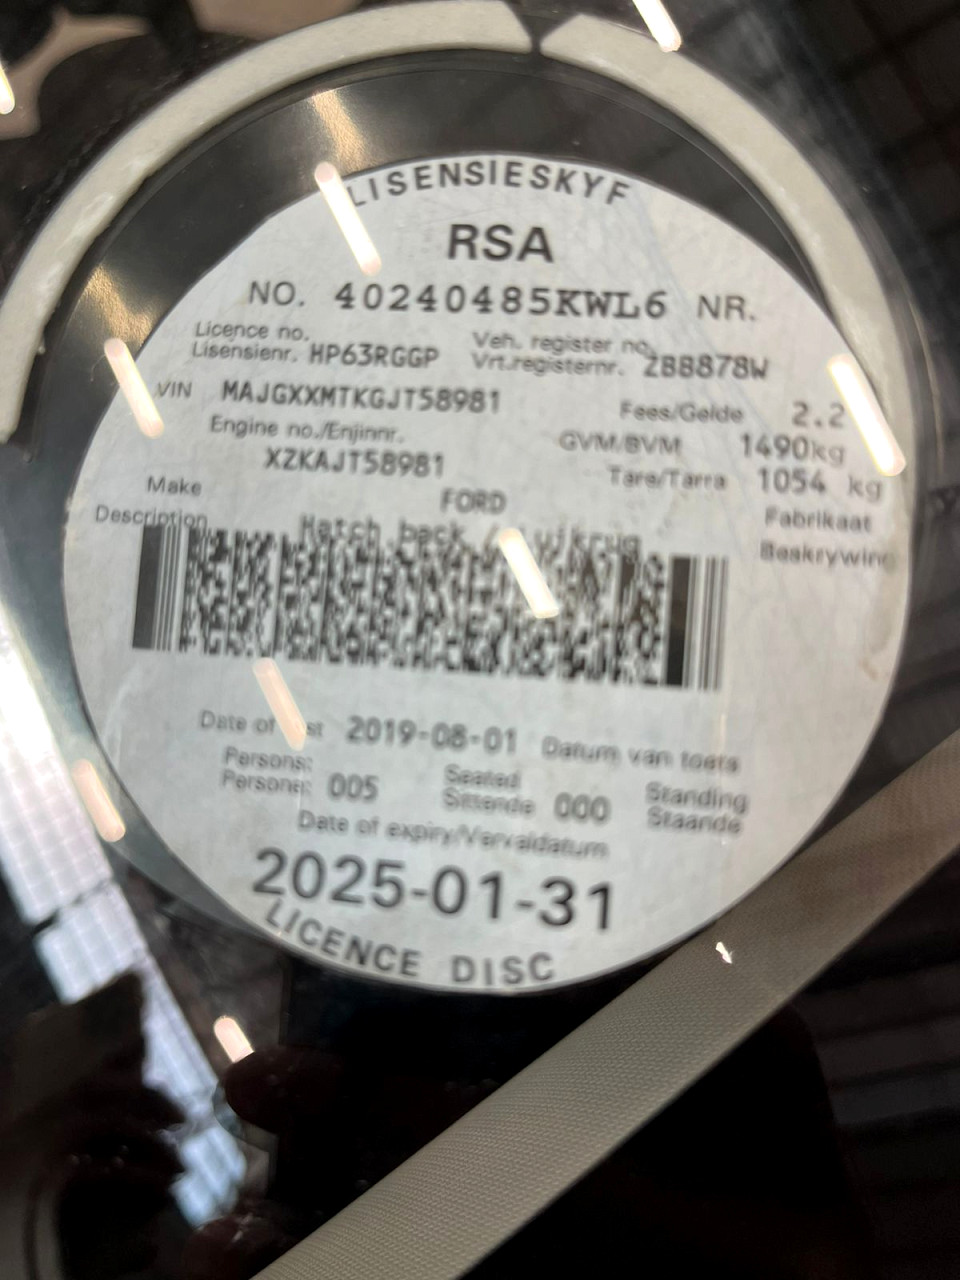 LISENSIESKYF
RSA
NO. 40240485KWL6 NR.
Licence no. Veh. register no.
Lisensienr. HP63RGGP Vrt.registernr. ZBB878W
VIN MAJGXXMTKGJT58981 Fees/Gelde 2.2
Engine no./Enjinnr. GVM/BVM 1490kg
XZKAJT58981 Tare/Tarra 1054 kg
Make FORD Fabrikaat
Description Hatch back / Beskrywing
Date of 2019-08-01 Datum van toets
Persons: Seated Standing
Persone: 005 Sittende 000 Staande
Date of expiry/Vervaldatum
2025-01-31
LICENCE DISC